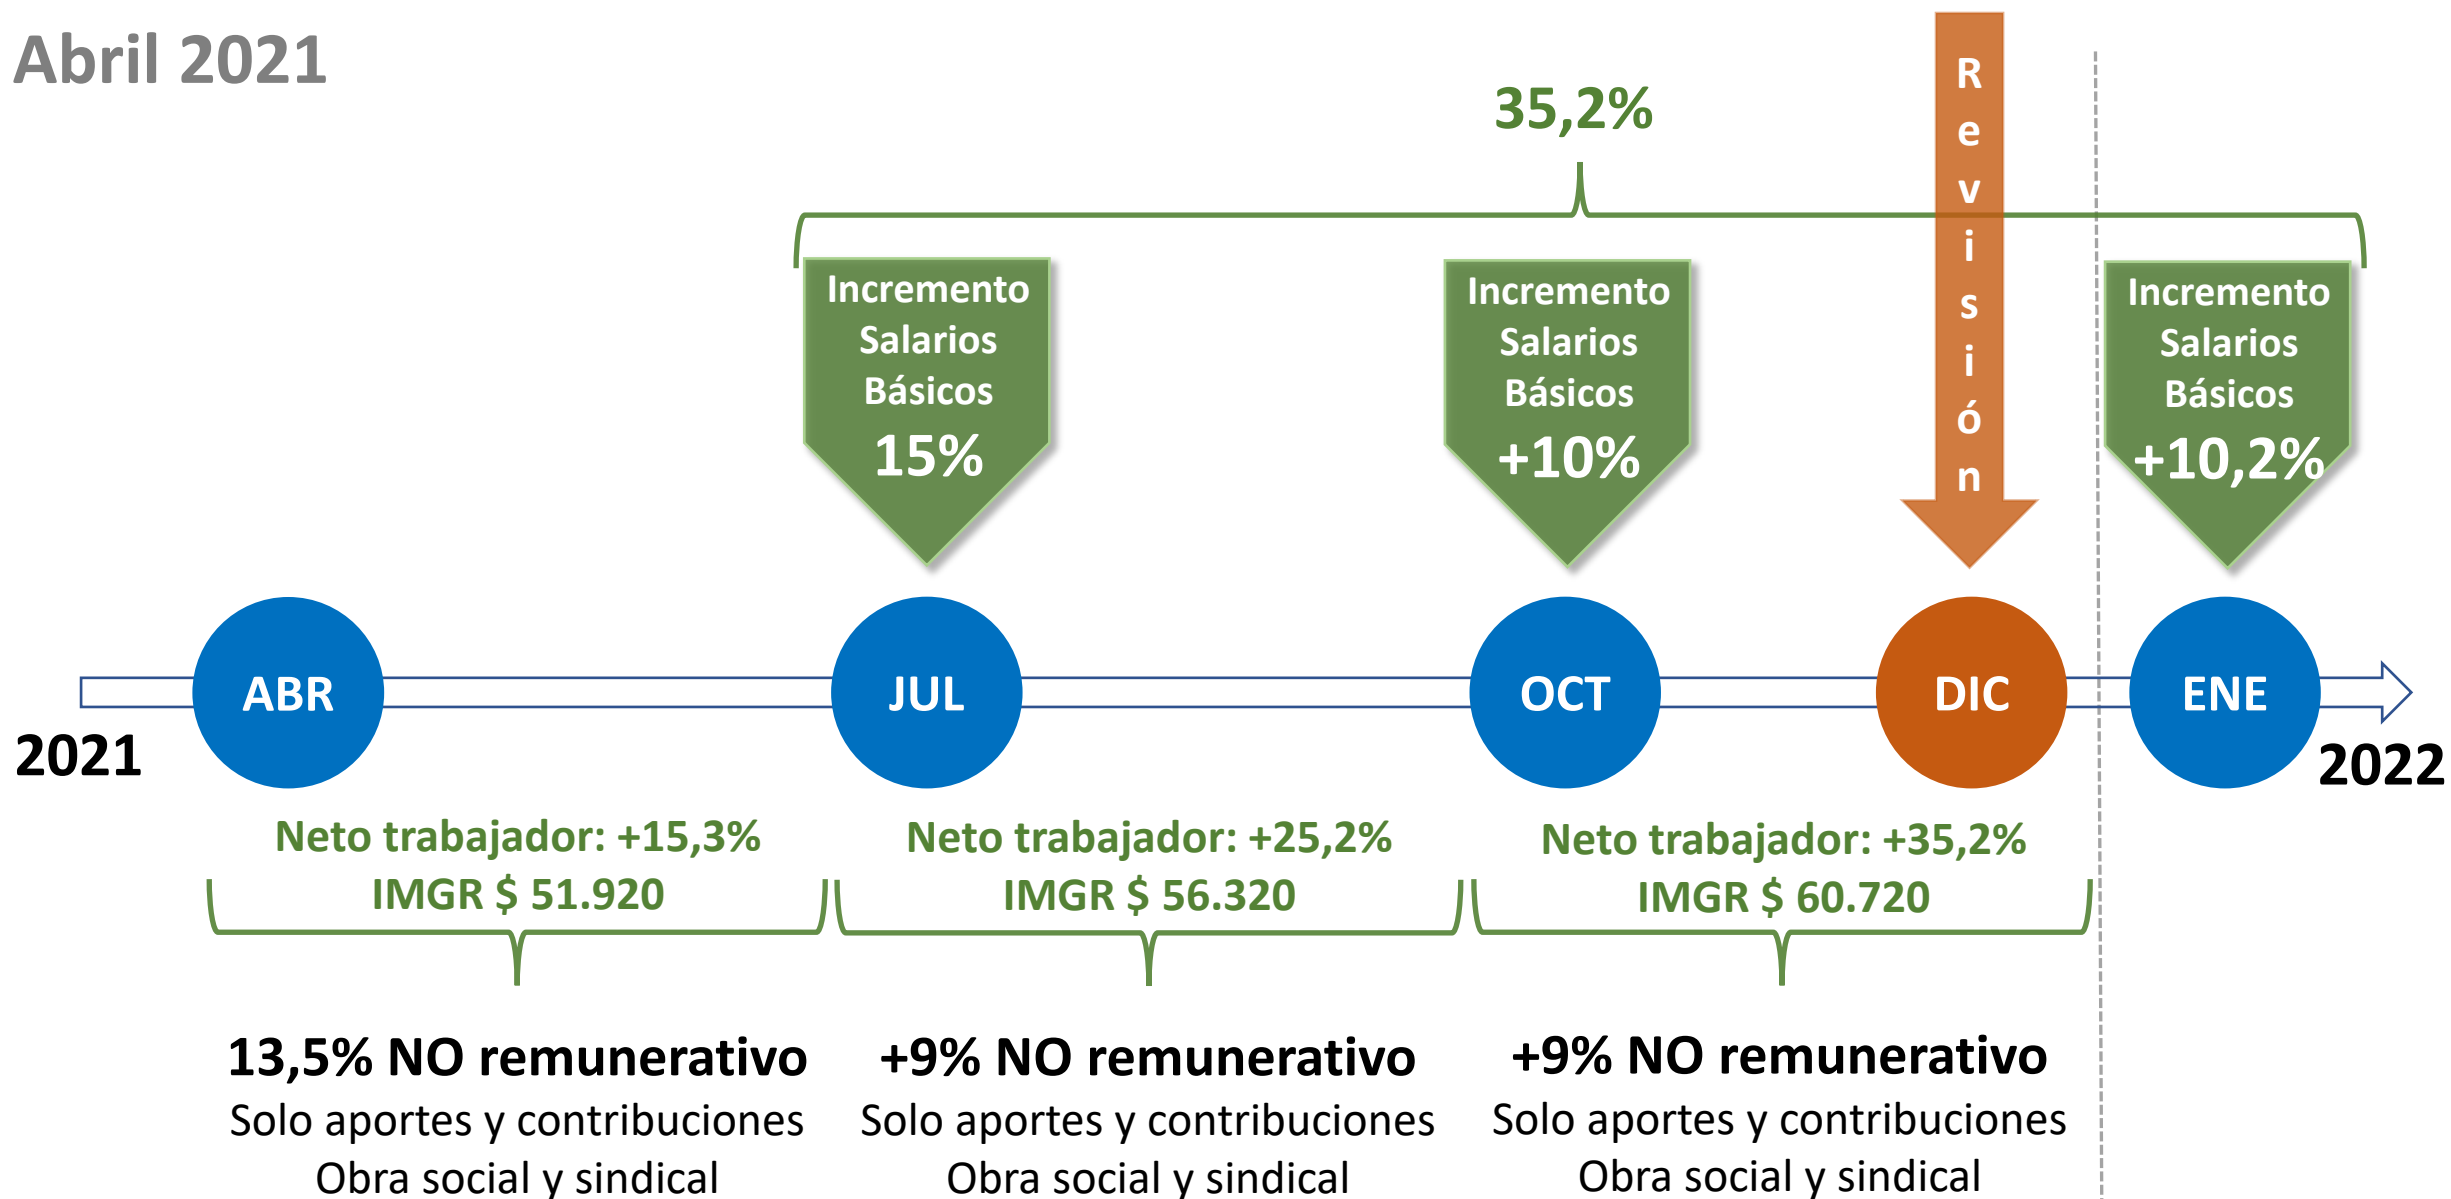 Abril 2021
35,2%
Revisión
Incremento
Salarios
Básicos
15%
Incremento
Salarios
Básicos
+10%
Incremento
Salarios
Básicos
+10,2%
ABR
JUL
OCT
DIC
ENE
2021
2022
Neto trabajador: +15,3%
IMGR $ 51.920
Neto trabajador: +25,2%
IMGR $ 56.320
Neto trabajador: +35,2%
IMGR $ 60.720
13,5% NO remunerativo
Solo aportes y contribuciones
Obra social y sindical
+9% NO remunerativo
Solo aportes y contribuciones
Obra social y sindical
+9% NO remunerativo
Solo aportes y contribuciones
Obra social y sindical